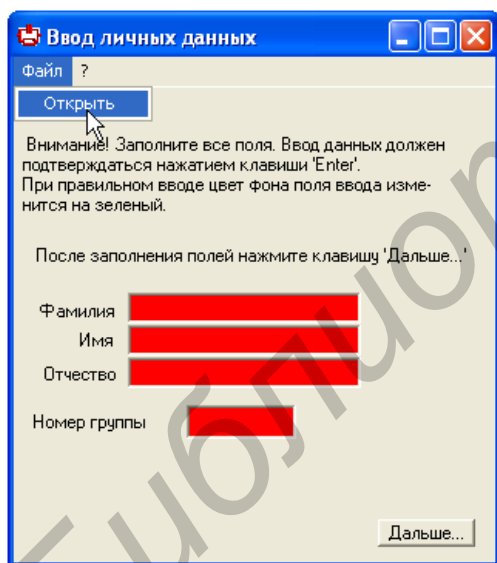 Ввод личных данных
Файл ?
Открыть
Внимание! Заполните все поля. Ввод данных должен
подтверждаться нажатием клавиши 'Enter'.
При правильном вводе цвет фона поля ввода изме-
нится на зеленый.
После заполнения полей нажмите клавишу 'Дальше...'
Фамилия
Имя
Отчество
Номер группы
Дальше...